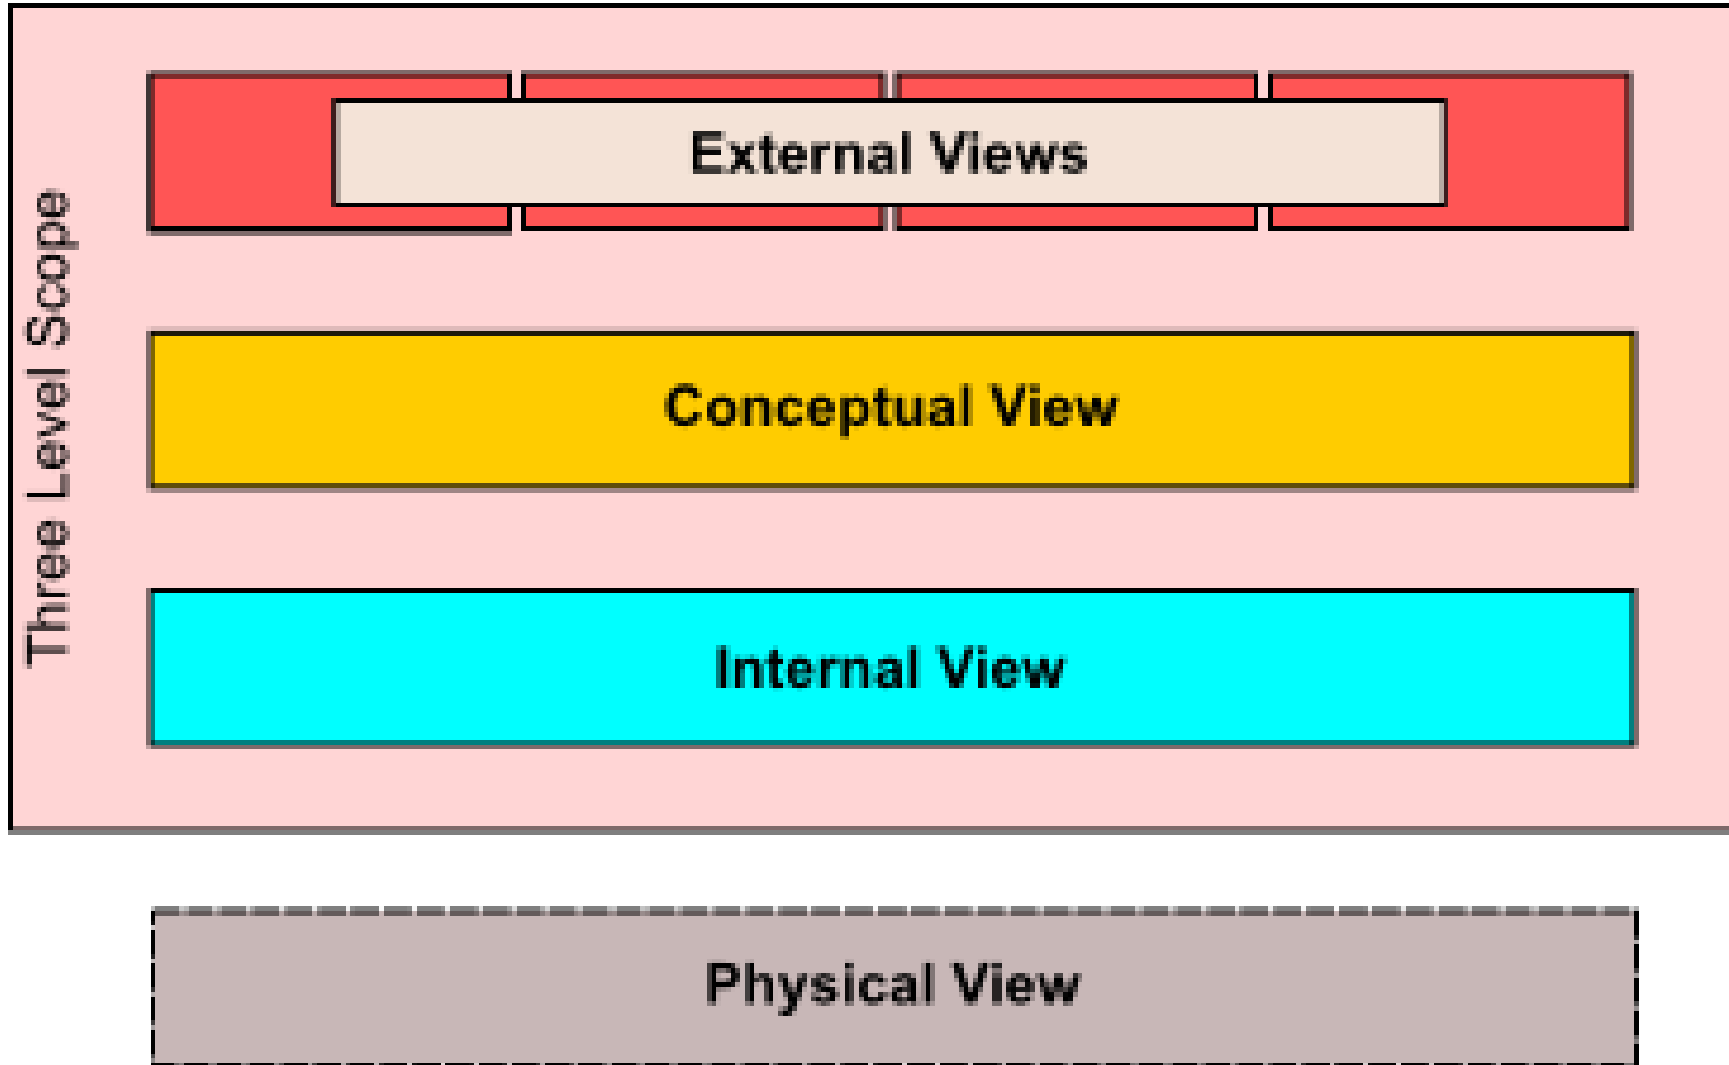 Three Level Scope
External Views
Conceptual View
Internal View
Physical View